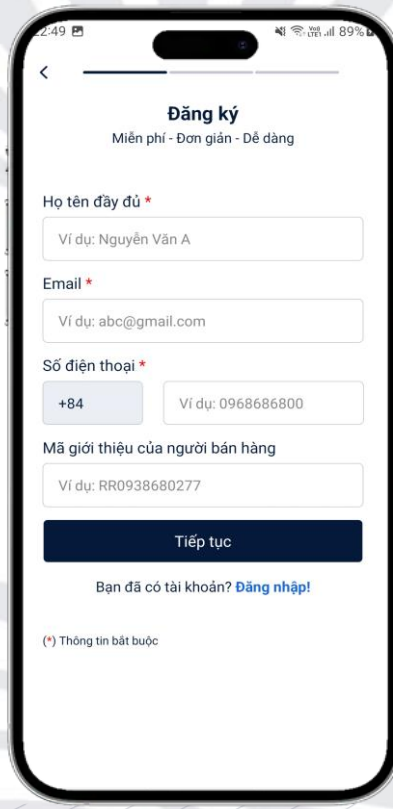 22:49 89%
Đăng ký
Miễn phí - Đơn giản - Dễ dàng
Họ tên đầy đủ *
Ví dụ: Nguyễn Văn A
Email *
Ví dụ: abc@gmail.com
Số điện thoại *
+84 Ví dụ: 0968686800
Mã giới thiệu của người bán hàng
Ví dụ: RR0938680277
Tiếp tục
Bạn đã có tài khoản? Đăng nhập!
(*) Thông tin bắt buộc